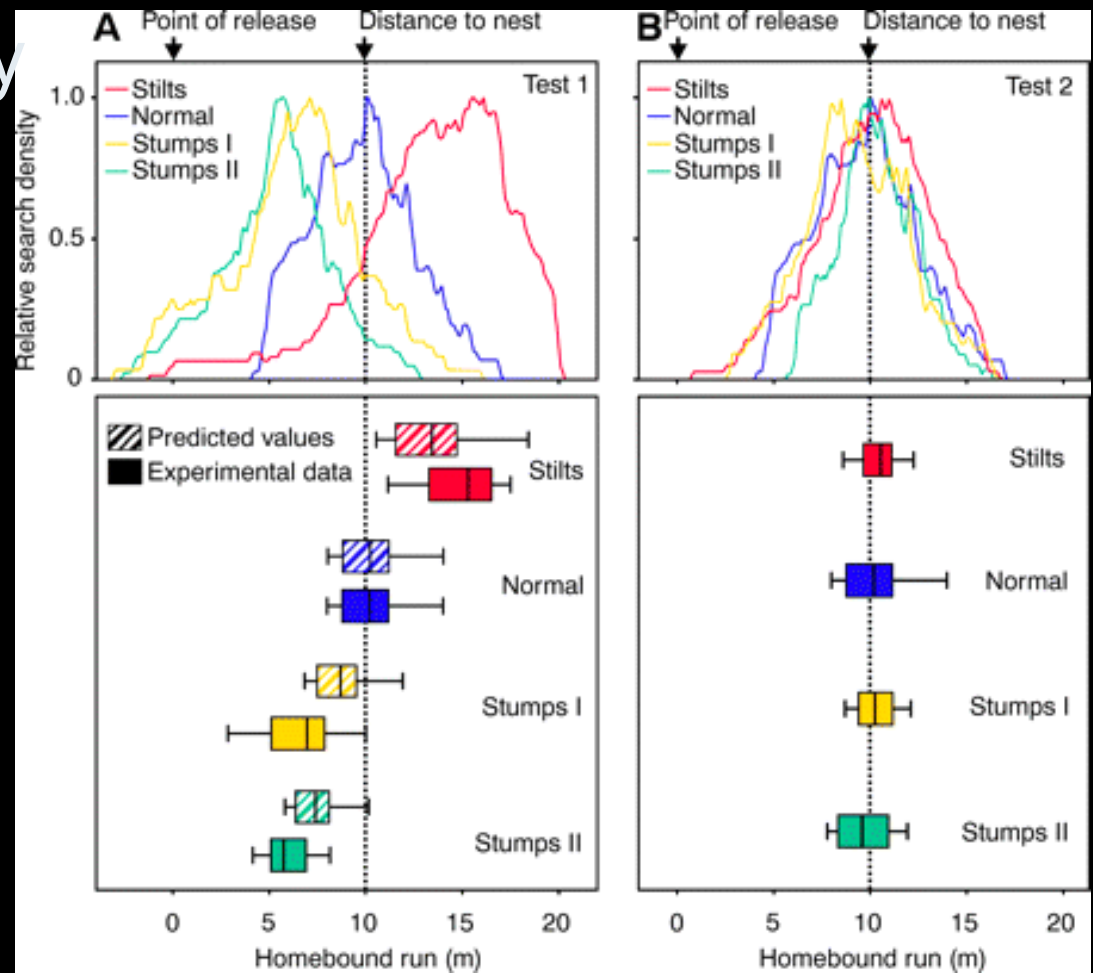 y
A Point of release Distance to nest
Stilts
Normal
Stumps I
Stumps II
Test 1
1.0
0.5
0
Relative search density
Predicted values
Experimental data
Stilts
Normal
Stumps I
Stumps II
0 5 10 15 20
Homebound run (m)
B Point of release Distance to nest
Stilts
Normal
Stumps I
Stumps II
Test 2
Stilts
Normal
Stumps I
Stumps II
0 5 10 15 20
Homebound run (m)